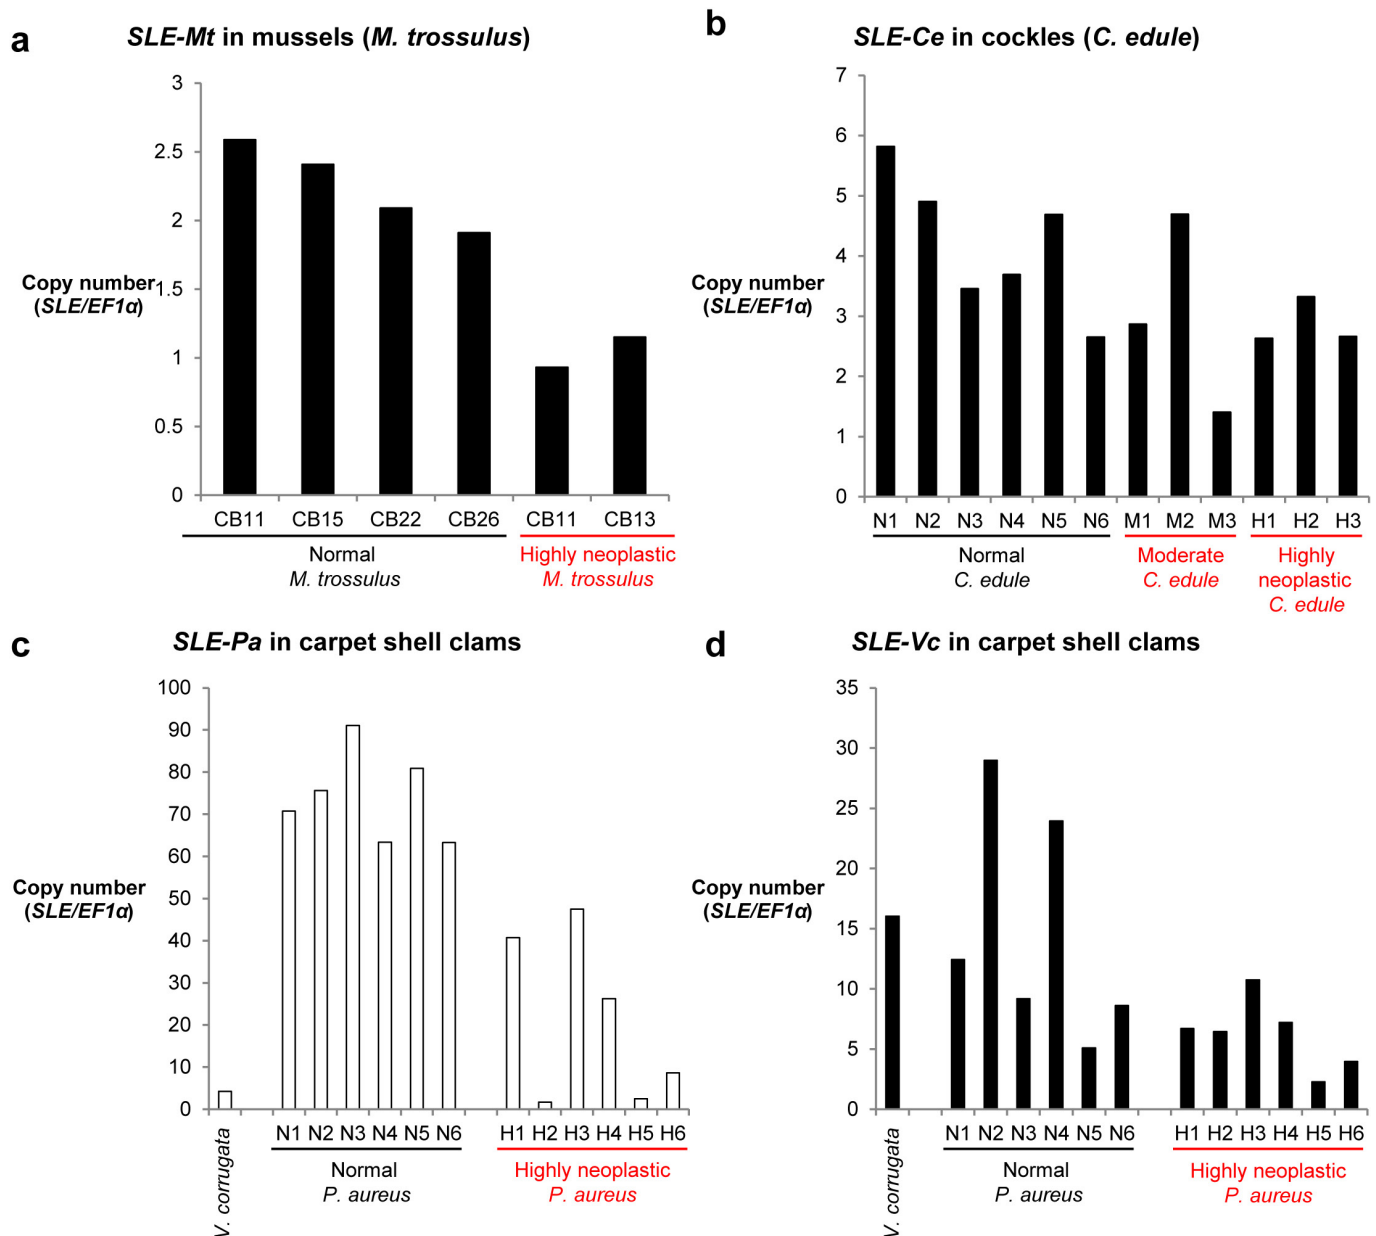 a
SLE-Mt in mussels (M. trossulus)
3
2.5
2
1.5
1
0.5
0
Copy number
(SLE/EF1α)
CB11 CB15 CB22 CB26 CB11 CB13
Normal
M. trossulus
Highly neoplastic
M. trossulus
b
SLE-Ce in cockles (C. edule)
7
6
5
4
3
2
1
0
Copy number
(SLE/EF1α)
N1 N2 N3 N4 N5 N6 M1 M2 M3 H1 H2 H3
Normal
C. edule
Moderate
C. edule
Highly
neoplastic
C. edule
c
SLE-Pa in carpet shell clams
100
90
80
70
60
50
40
30
20
10
0
Copy number
(SLE/EF1α)
V. corrugata
N1 N2 N3 N4 N5 N6 H1 H2 H3 H4 H5 H6
Normal
P. aureus
Highly neoplastic
P. aureus
d
SLE-Vc in carpet shell clams
35
30
25
20
15
10
5
0
Copy number
(SLE/EF1α)
V. corrugata
N1 N2 N3 N4 N5 N6 H1 H2 H3 H4 H5 H6
Normal
P. aureus
Highly neoplastic
P. aureus